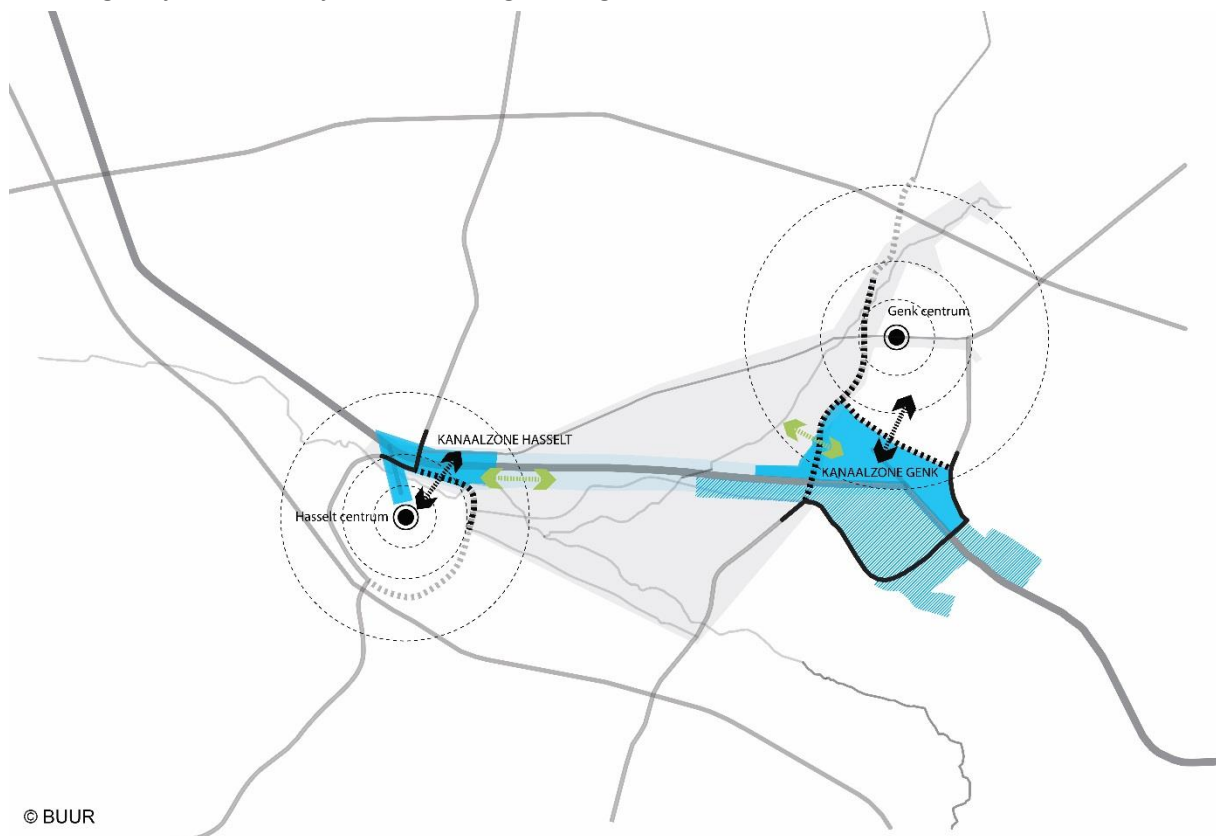 Genk centrum
KANAALZONE HASSELT
KANAALZONE GENK
Hasselt centrum
© BUUR